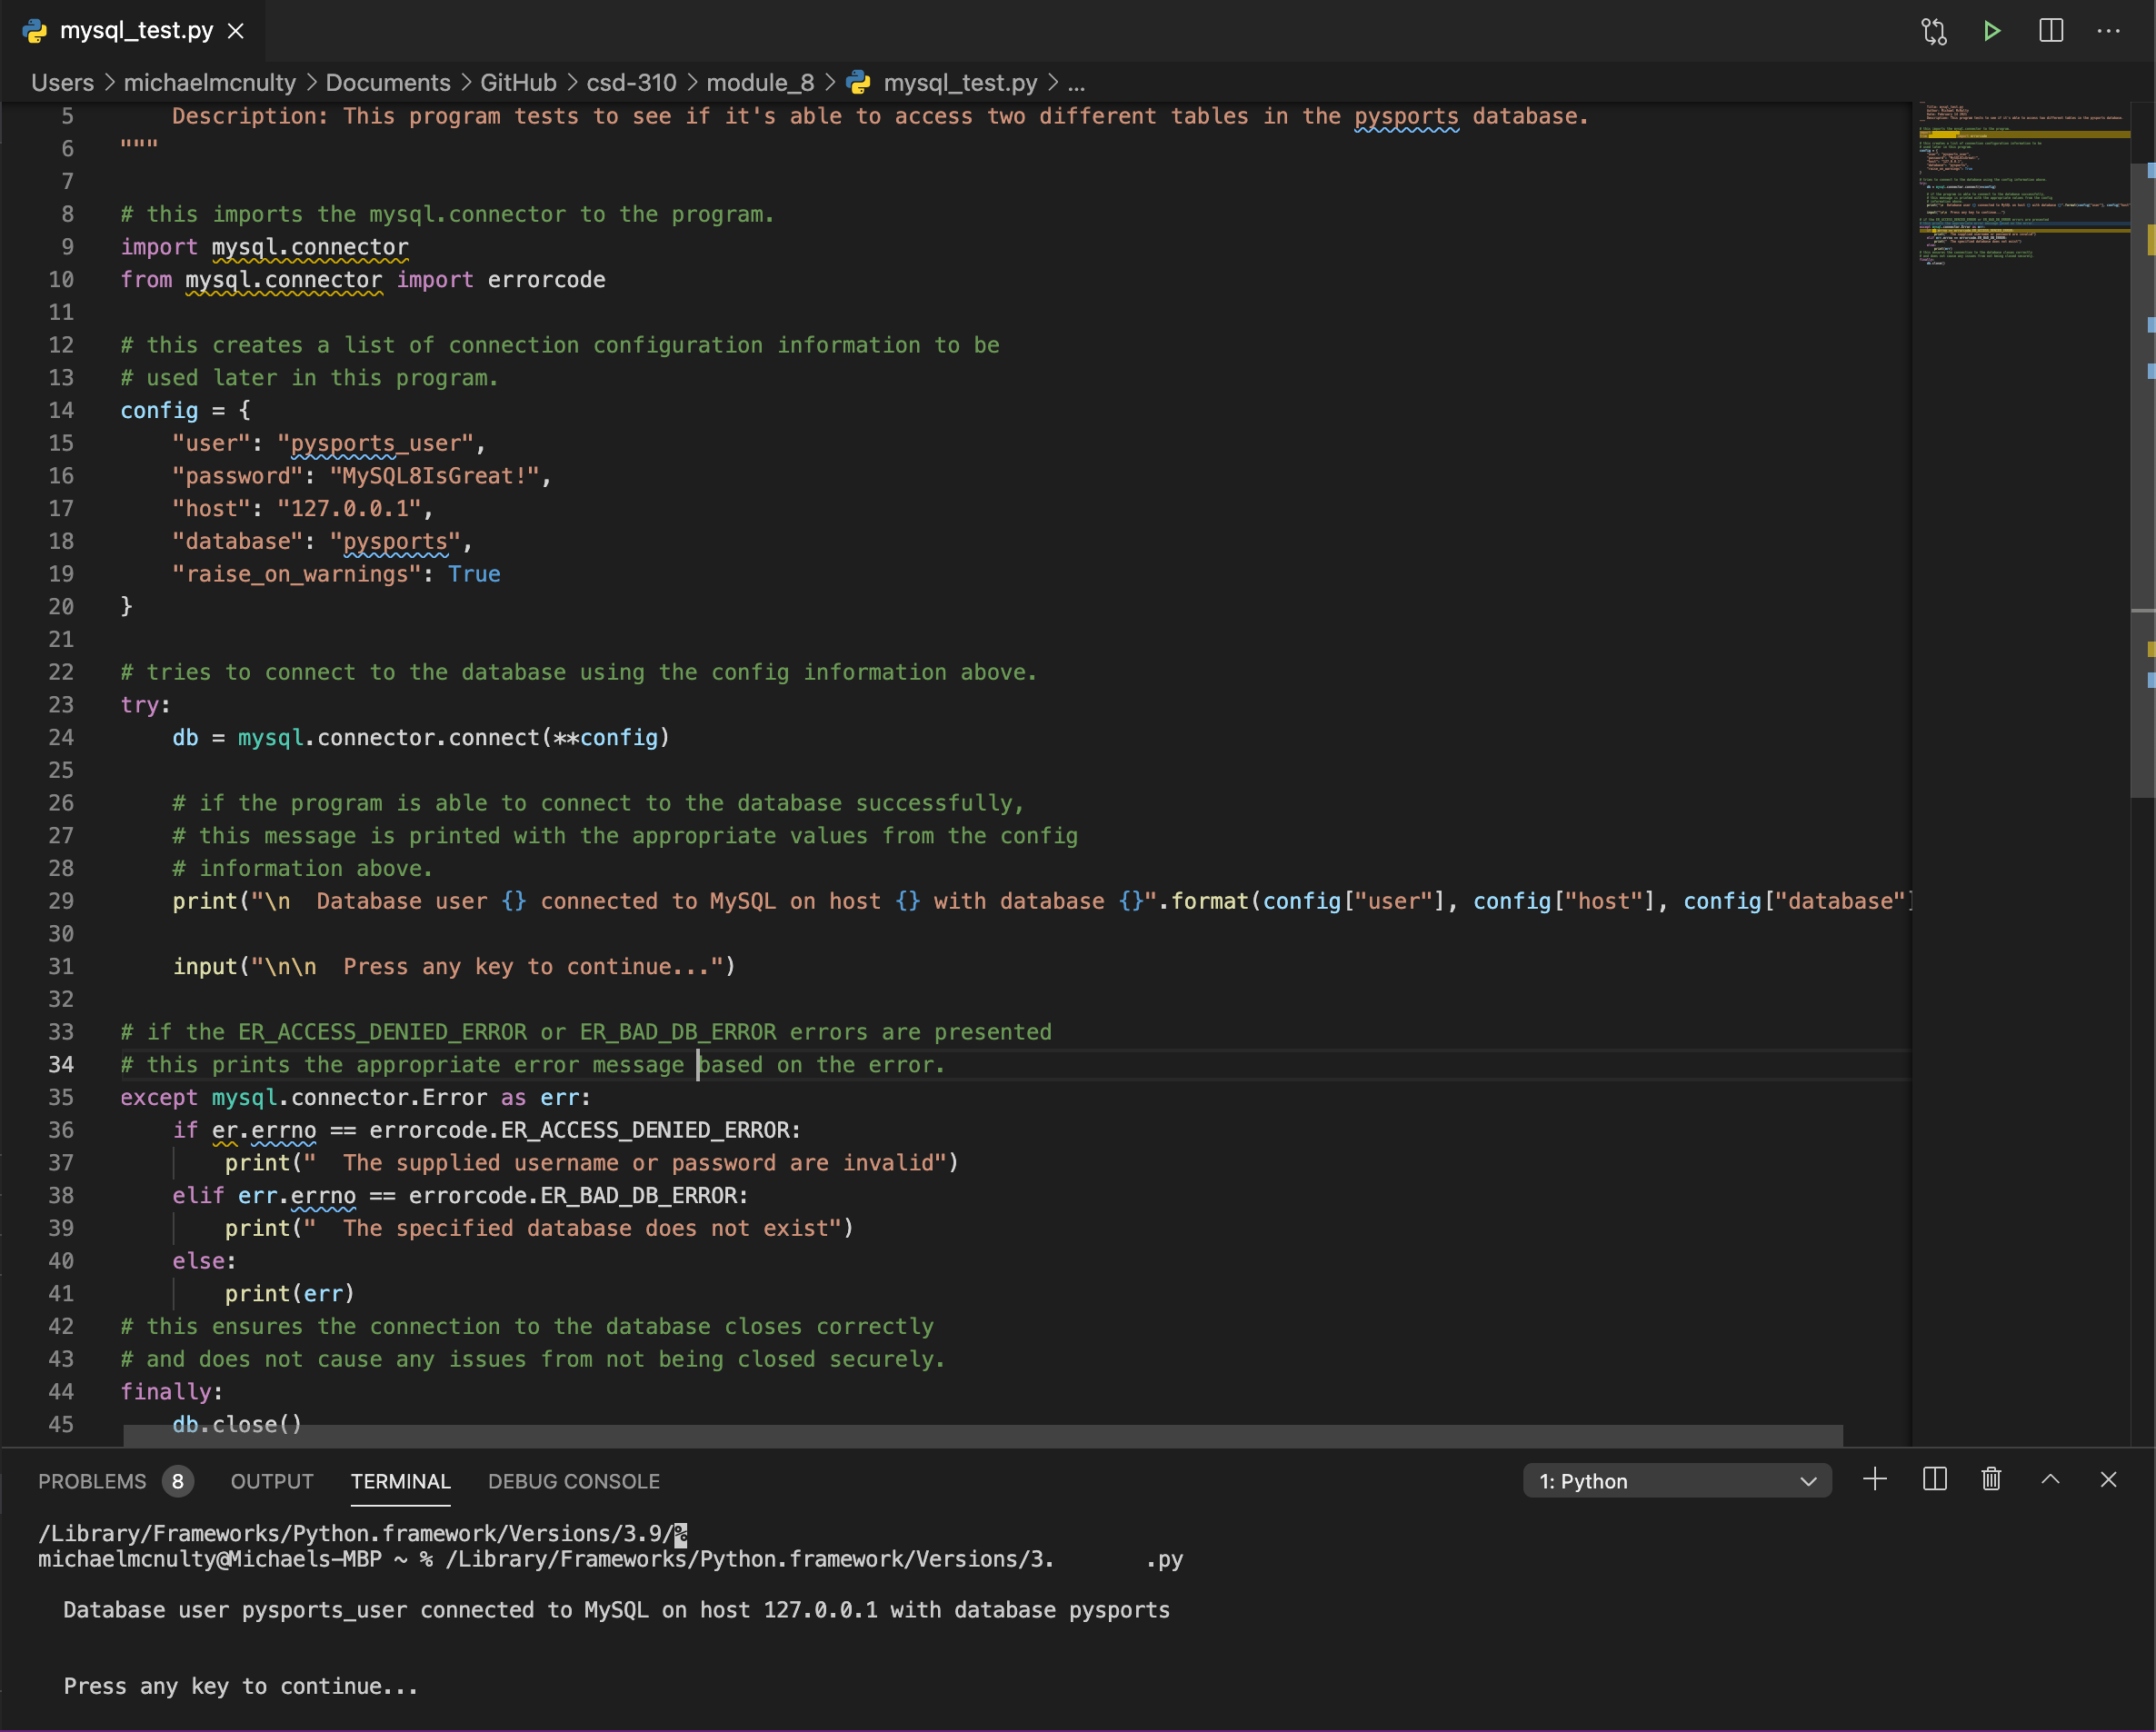 mysql_test.py
Users > michaelmcnulty > Documents > GitHub > csd-310 > module_8 > mysql_test.py > ...
5     Description: This program tests to see if it's able to access two different tables in the pysports database.
6 """
7
8 # this imports the mysql.connector to the program.
9 import mysql.connector
10 from mysql.connector import errorcode
11
12 # this creates a list of connection configuration information to be
13 # used later in this program.
14 config = {
15     "user": "pysports_user",
16     "password": "MySQL8IsGreat!",
17     "host": "127.0.0.1",
18     "database": "pysports",
19     "raise_on_warnings": True
20 }
21
22 # tries to connect to the database using the config information above.
23 try:
24     db = mysql.connector.connect(**config)
25
26     # if the program is able to connect to the database successfully,
27     # this message is printed with the appropriate values from the config
28     # information above.
29     print("\n  Database user {} connected to MySQL on host {} with database {}".format(config["user"], config["host"], config["database"]
30
31     input("\n\n  Press any key to continue...")
32
33 # if the ER_ACCESS_DENIED_ERROR or ER_BAD_DB_ERROR errors are presented
34 # this prints the appropriate error message based on the error.
35 except mysql.connector.Error as err:
36     if er.errno == errorcode.ER_ACCESS_DENIED_ERROR:
37         print("  The supplied username or password are invalid")
38     elif err.errno == errorcode.ER_BAD_DB_ERROR:
39         print("  The specified database does not exist")
40     else:
41         print(err)
42 # this ensures the connection to the database closes correctly
43 # and does not cause any issues from not being closed securely.
44 finally:
45     db.close()
PROBLEMS 8 OUTPUT TERMINAL DEBUG CONSOLE 1: Python
/Library/Frameworks/Python.framework/Versions/3.9/%
michaelmcnulty@Michaels-MBP ~ % /Library/Frameworks/Python.framework/Versions/3.       .py
  Database user pysports_user connected to MySQL on host 127.0.0.1 with database pysports
  Press any key to continue...